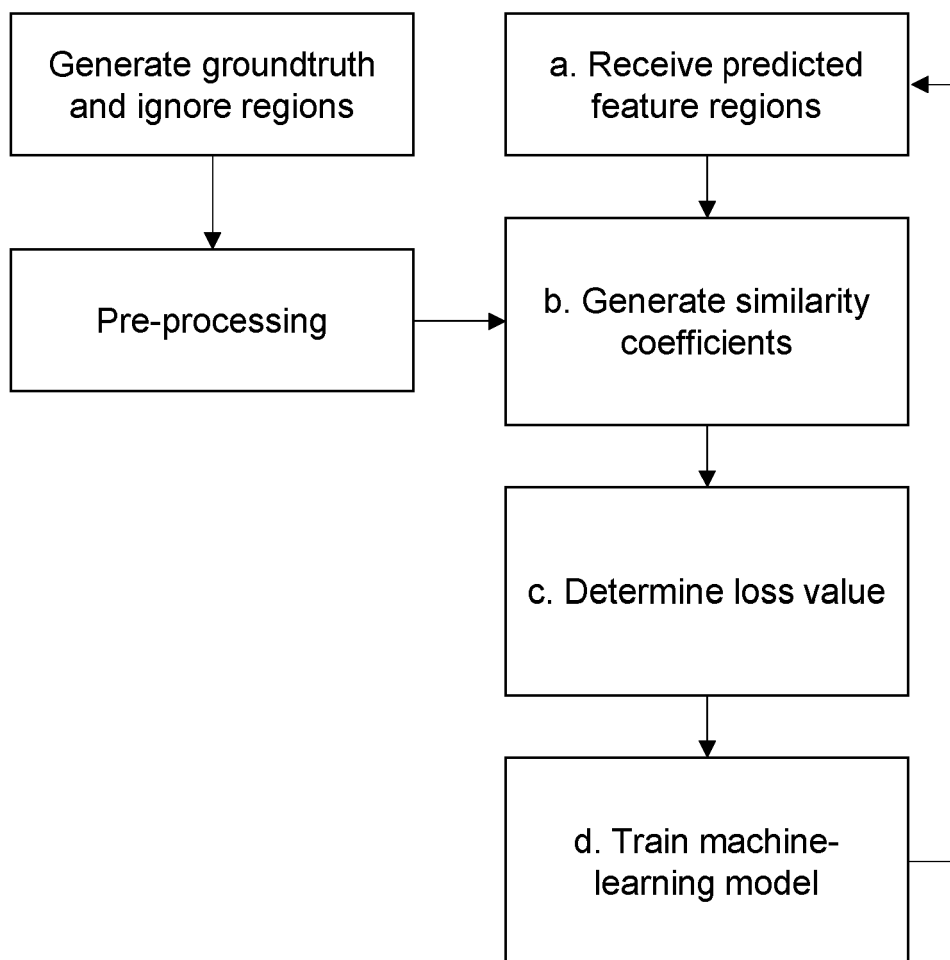 Generate groundtruth
and ignore regions
Pre-processing
a. Receive predicted
feature regions
b. Generate similarity
coefficients
c. Determine loss value
d. Train machine-
learning model